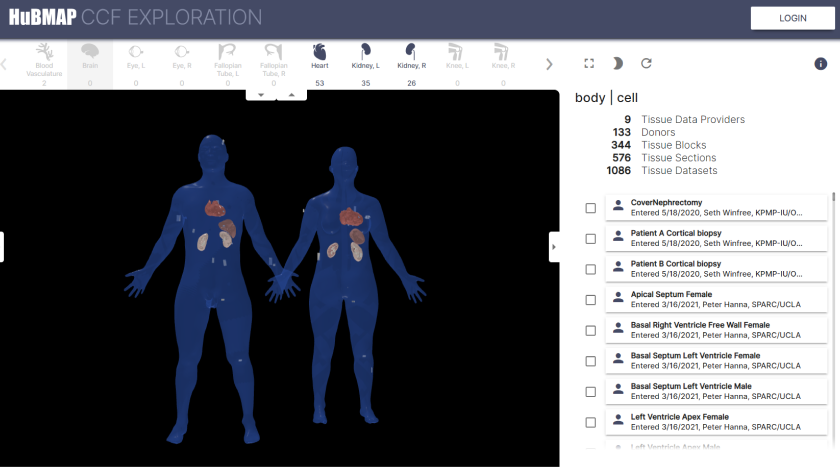 HuBMAP CCF EXPLORATION
LOGIN
Blood Vasculature
2
Brain
0
Eye, L
0
Eye, R
0
Fallopian Tube, L
0
Fallopian Tube, R
0
Heart
53
Kidney, L
35
Kidney, R
26
Knee, L
0
Knee, R
0
body | cell
9 Tissue Data Providers
133 Donors
344 Tissue Blocks
576 Tissue Sections
1086 Tissue Datasets
CoverNephrectomy
Entered 5/18/2020, Seth Winfree, KPMP-IU/O...
Patient A Cortical biopsy
Entered 5/18/2020, Seth Winfree, KPMP-IU/O...
Patient B Cortical biopsy
Entered 5/18/2020, Seth Winfree, KPMP-IU/O...
Apical Septum Female
Entered 3/16/2021, Peter Hanna, SPARC/UCLA
Basal Right Ventricle Free Wall Female
Entered 3/16/2021, Peter Hanna, SPARC/UCLA
Basal Septum Left Ventricle Female
Entered 3/16/2021, Peter Hanna, SPARC/UCLA
Basal Septum Left Ventricle Male
Entered 3/16/2021, Peter Hanna, SPARC/UCLA
Left Ventricle Apex Female
Entered 3/16/2021, Peter Hanna, SPARC/UCLA
Left Ventricle Apex Male